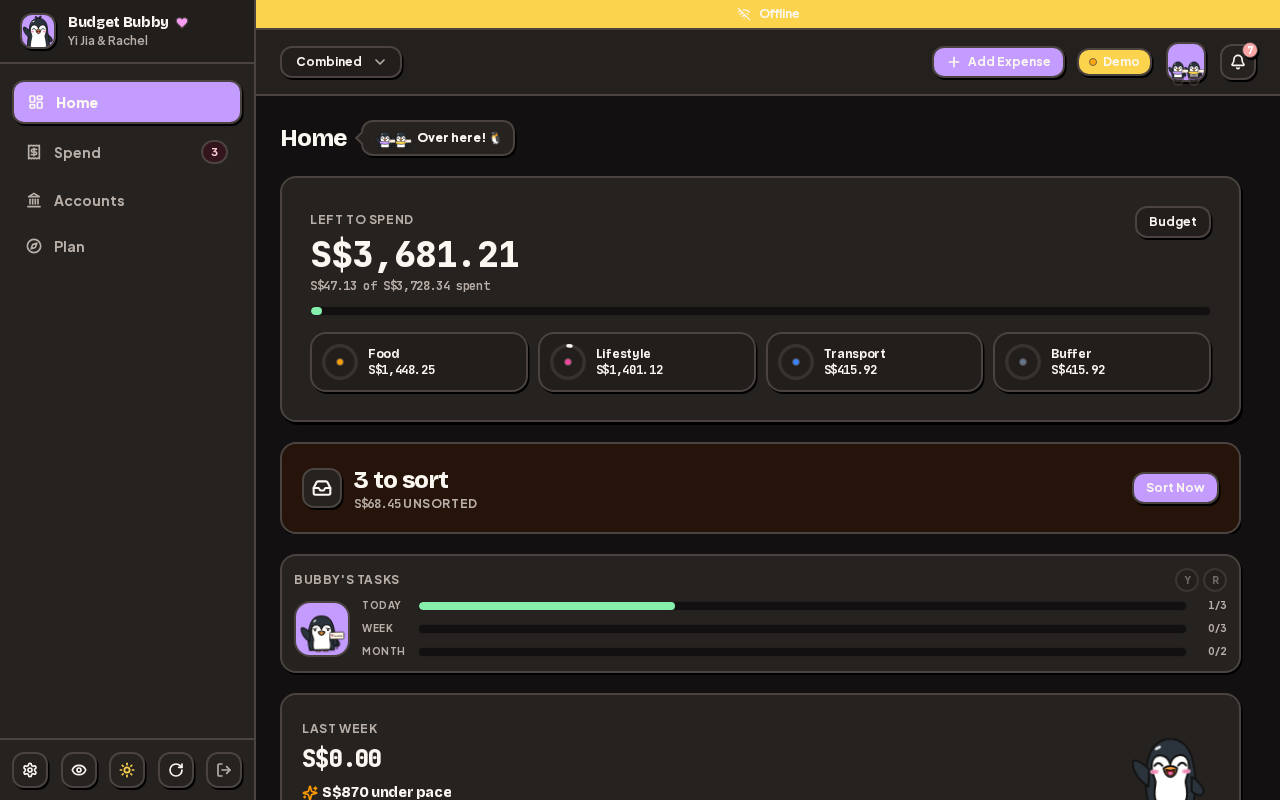 Budget Bubby
Yi Jia & Rachel
Home
Spend
3
Accounts
Plan
Offline
Combined
Add Expense
Demo
7
Home
Over here!
LEFT TO SPEND
Budget
S$3,681.21
S$47.13 of S$3,728.34 spent
Food
S$1,448.25
Lifestyle
S$1,401.12
Transport
S$415.92
Buffer
S$415.92
3 to sort
S$68.45 UNSORTED
Sort Now
BUBBY'S TASKS
Y R
TODAY 1/3
WEEK 0/3
MONTH 0/2
LAST WEEK
S$0.00
S$870 under pace